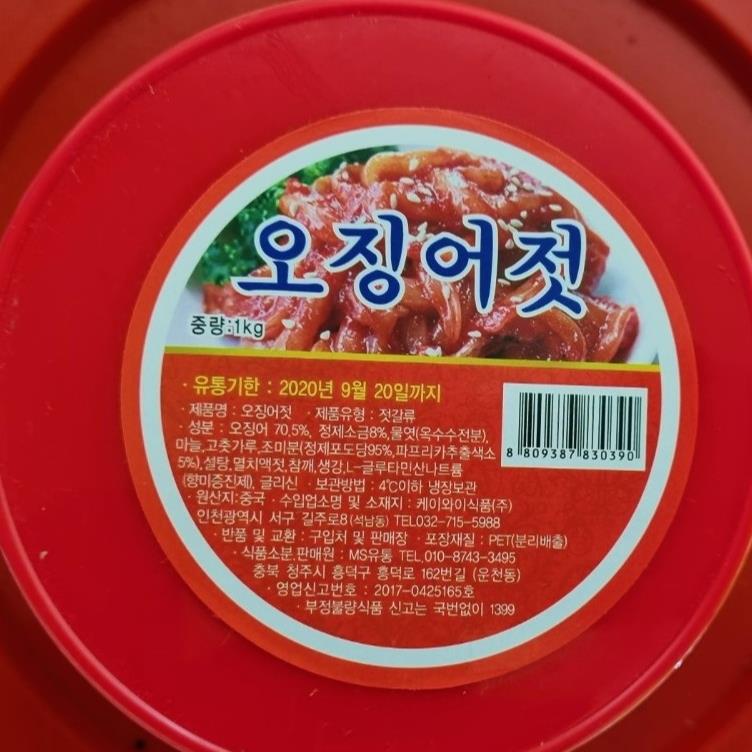 오징어젓
중량:1kg
· 유통기한 : 2020년 9월 20일까지
· 제품명 : 오징어젓 · 제품유형 : 젓갈류
· 성분 : 오징어 70,5%, 정제소금8%,물엿(옥수수전분),
마늘,고춧가루,조미분(정제포도당95%,파프리카추출색소
5%),설탕,멸치액젓,참깨,생강,L-글루타민산나트륨
(향미증진제), 글리신 · 보관방법 : 4℃이하 냉장보관
· 원산지:중국 · 수입업소명 및 소재지 : 케이와이식품(주)
인천광역시 서구 길주로8 (석남동) TEL.032-715-5988
· 반품 및 교환 : 구입처 및 판매장 · 포장재질 : PET(분리배출)
· 식품소분,판매원 : MS유통 TEL,010-8743-3495
충북 청주시 흥덕구 흥덕로 162번길 (운천동)
· 영업신고번호 : 2017-0425165호
· 부정불량식품 신고는 국번없이 1399
8 809387 830390